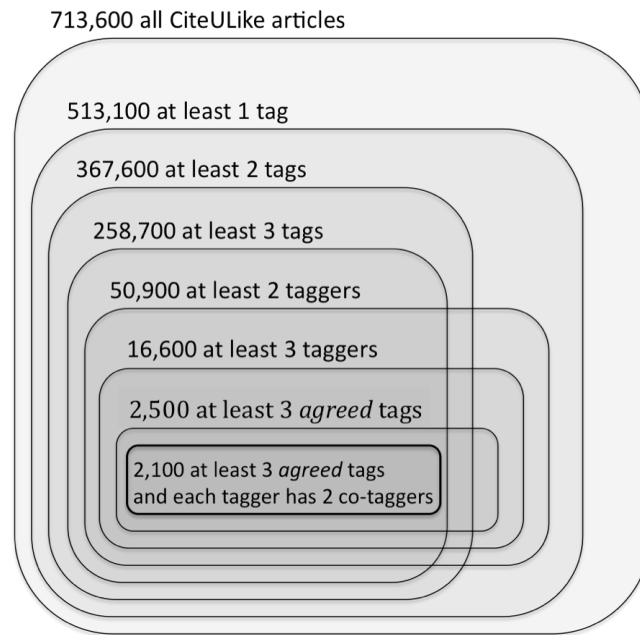 713,600 all CiteULike articles
513,100 at least 1 tag
367,600 at least 2 tags
258,700 at least 3 tags
50,900 at least 2 taggers
16,600 at least 3 taggers
2,500 at least 3 agreed tags
2,100 at least 3 agreed tags
and each tagger has 2 co-taggers